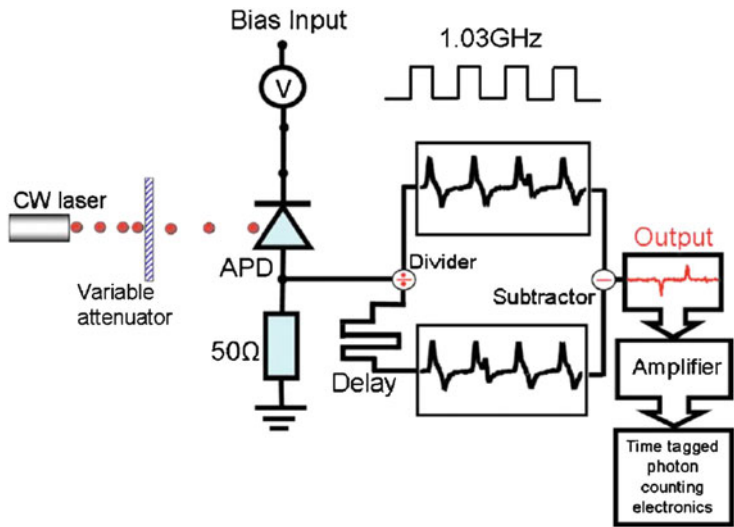 Bias Input
V
1.03GHz
CW laser
Variable
attenuator
APD
÷
Divider
Subtractor
−
Output
50Ω
Delay
Amplifier
Time tagged
photon
counting
electronics